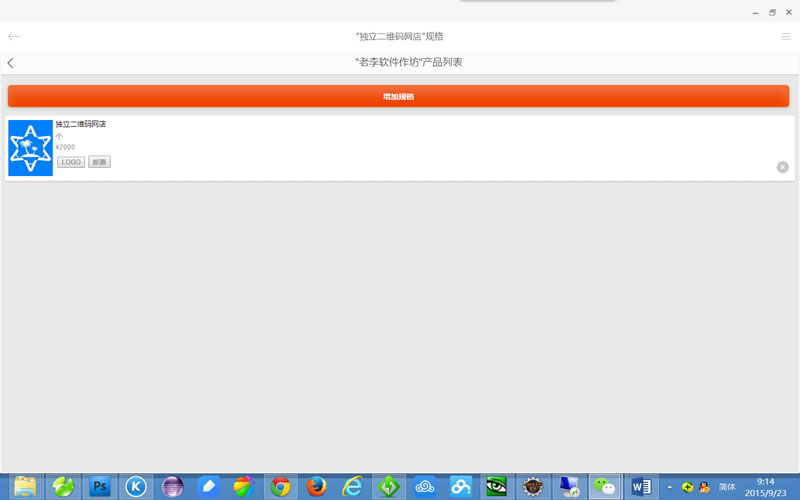 "独立二维码网店"规格
"老李软件作坊"产品列表
增加规格
独立二维码网店
个
¥2000
LOGO 邮费
Ps
K
W
简体
9:14
2015/9/23